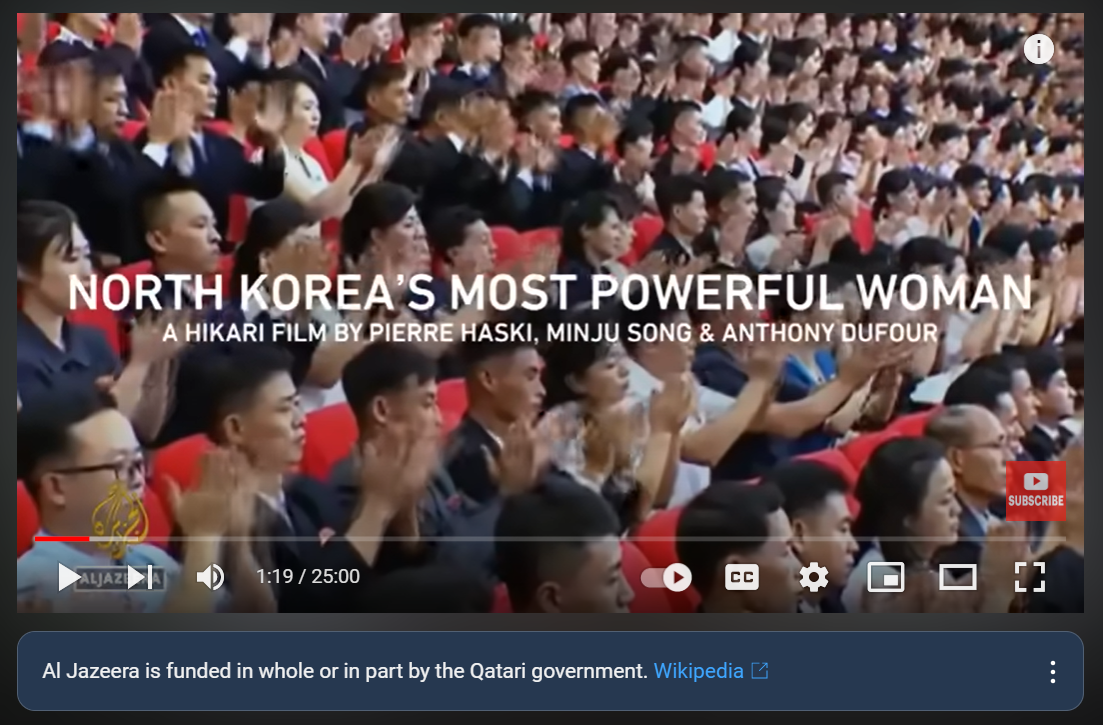 NORTH KOREA'S MOST POWERFUL WOMAN
A HIKARI FILM BY PIERRE HASKI, MINJU SONG & ANTHONY DUFOUR
SUBSCRIBE
ALJAZEERA
1:19 / 25:00
CC
Al Jazeera is funded in whole or in part by the Qatari government. Wikipedia